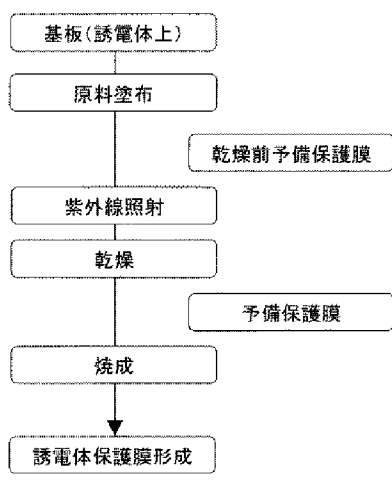 基板(誘電体上)
原料塗布
乾燥前予備保護膜
紫外線照射
乾燥
予備保護膜
焼成
誘電体保護膜形成